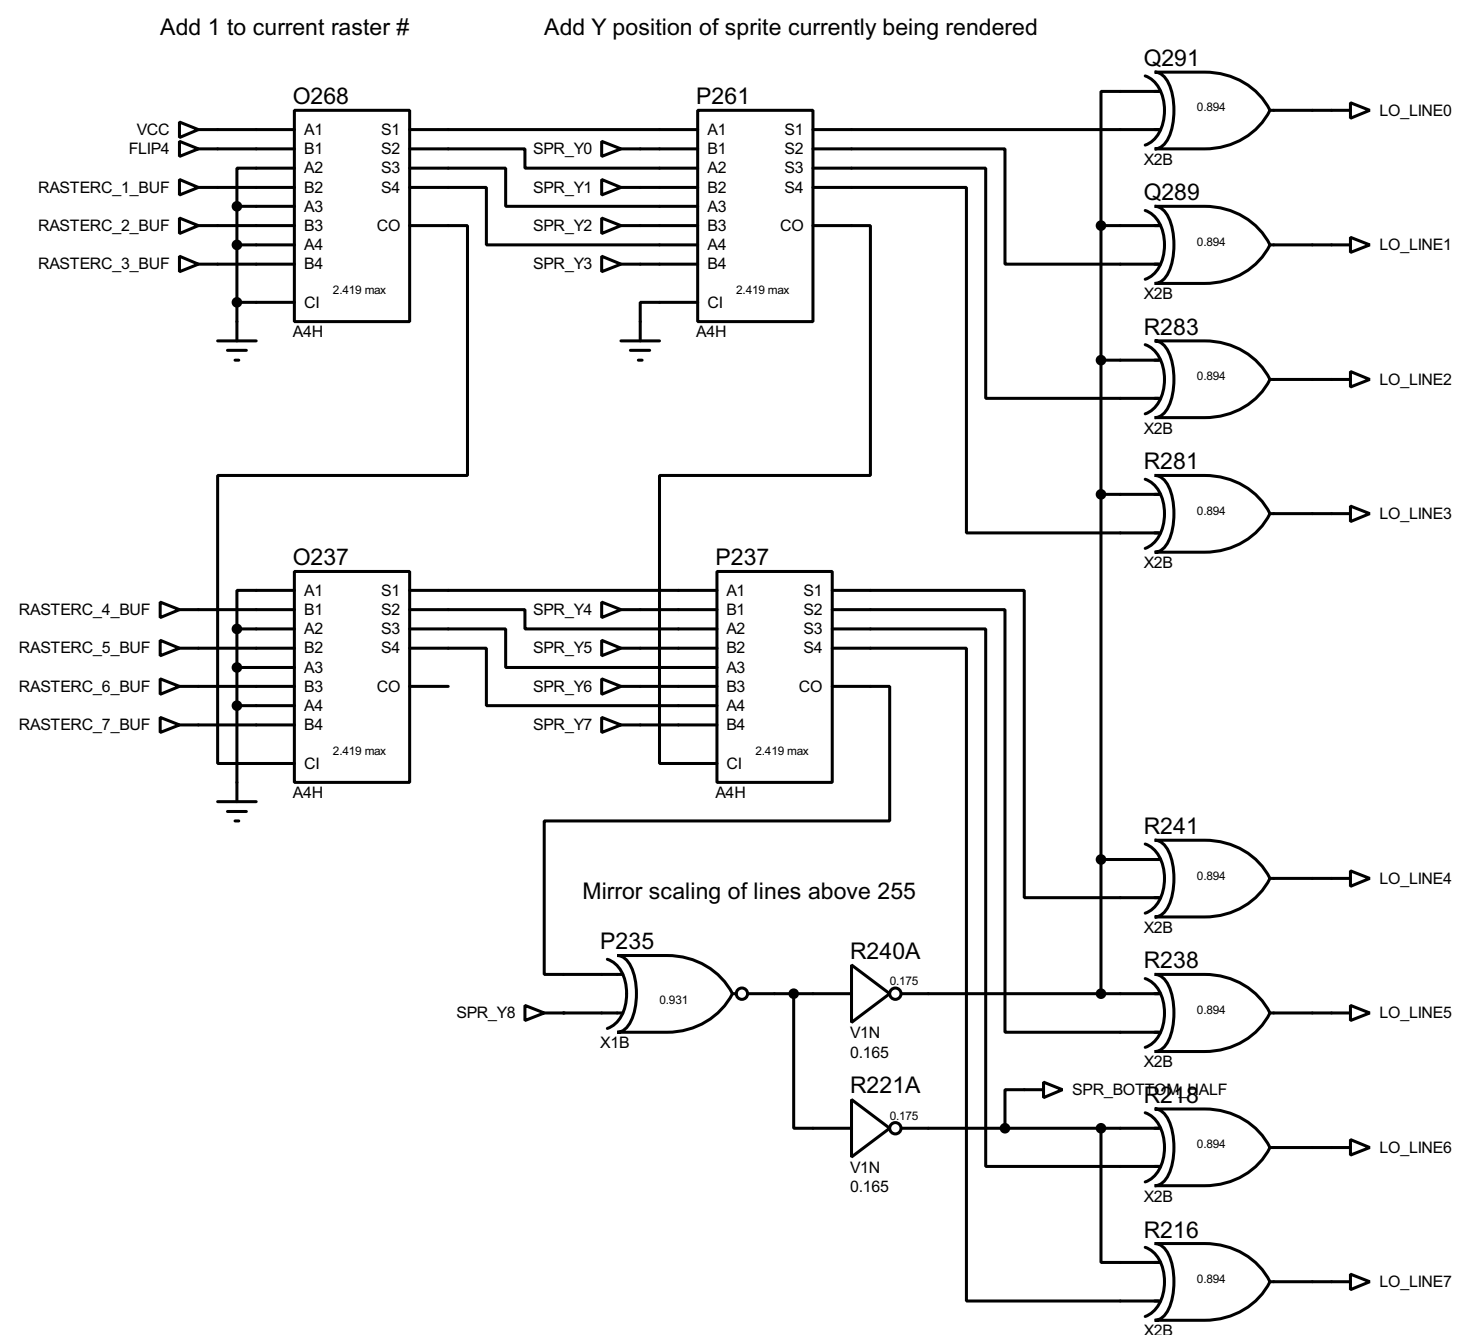 Add 1 to current raster #
Add Y position of sprite currently being rendered
Q291
O268
P261
0.894
LO_LINE0
VCC
A1
S1
A1
S1
FLIP4
B1
S2
SPR_Y0
B1
S2
X2B
A2
S3
A2
S3
RASTERC_1_BUF
B2
S4
SPR_Y1
B2
S4
Q289
A3
A3
RASTERC_2_BUF
B3
CO
SPR_Y2
B3
CO
0.894
LO_LINE1
A4
A4
RASTERC_3_BUF
B4
SPR_Y3
B4
2.419 max
2.419 max
X2B
CI
CI
A4H
A4H
R283
0.894
LO_LINE2
X2B
R281
0.894
LO_LINE3
O237
P237
X2B
A1
S1
A1
S1
RASTERC_4_BUF
B1
S2
SPR_Y4
B1
S2
A2
S3
A2
S3
RASTERC_5_BUF
B2
S4
SPR_Y5
B2
S4
A3
A3
RASTERC_6_BUF
B3
CO
SPR_Y6
B3
CO
A4
A4
RASTERC_7_BUF
B4
SPR_Y7
B4
2.419 max
2.419 max
CI
CI
A4H
A4H
R241
0.894
LO_LINE4
Mirror scaling of lines above 255
X2B
P235
R240A
R238
0.175
0.931
0.894
SPR_Y8
LO_LINE5
X1B
V1N
0.165
X2B
R221A
SPR_BOTTOM_HALF
R218
0.175
0.894
LO_LINE6
V1N
0.165
X2B
R216
0.894
LO_LINE7
X2B